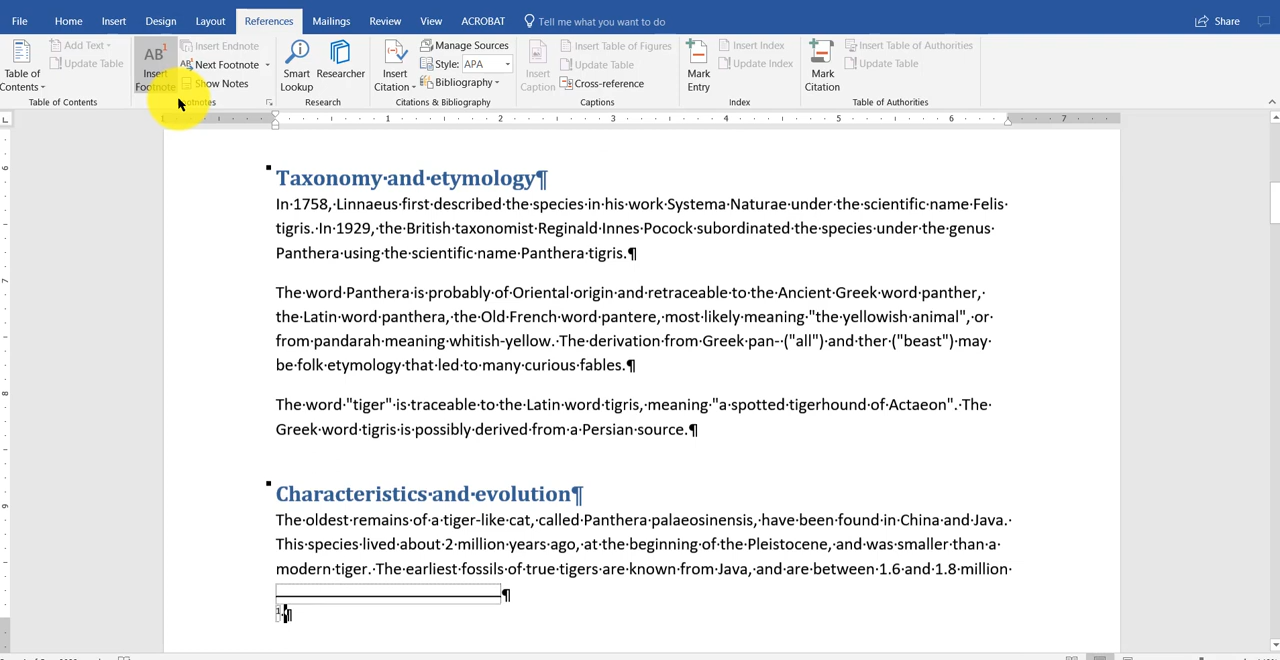 File Home Insert Design Layout References Mailings Review View ACROBAT Tell me what you want to do Share
Table of Contents
Add Text
Update Table
Table of Contents
AB1
Insert Footnote
Insert Endnote
Next Footnote
Show Notes
Smart Lookup
Researcher
Research
Insert Citation
Manage Sources
Style: APA
Bibliography
Citations & Bibliography
Insert Caption
Insert Table of Figures
Update Table
Cross-reference
Captions
Mark Entry
Insert Index
Update Index
Index
Mark Citation
Insert Table of Authorities
Update Table
Table of Authorities
1 1 2 3 4 5 6 7
Taxonomy·and·etymology¶
In·1758,·Linnaeus·first·described·the·species·in·his·work·Systema·Naturae·under·the·scientific·name·Felis·
tigris.·In·1929,·the·British·taxonomist·Reginald·Innes·Pocock·subordinated·the·species·under·the·genus·
Panthera·using·the·scientific·name·Panthera·tigris.¶
The·word·Panthera·is·probably·of·Oriental·origin·and·retraceable·to·the·Ancient·Greek·word·panther,·
the·Latin·word·panthera,·the·Old·French·word·pantere,·most·likely·meaning·"the·yellowish·animal",·or·
from·pandarah·meaning·whitish-yellow.·The·derivation·from·Greek·pan-·("all")·and·ther·("beast")·may·
be·folk·etymology·that·led·to·many·curious·fables.¶
The·word·"tiger"·is·traceable·to·the·Latin·word·tigris,·meaning·"a·spotted·tigerhound·of·Actaeon".·The·
Greek·word·tigris·is·possibly·derived·from·a·Persian·source.¶
Characteristics·and·evolution¶
The·oldest·remains·of·a·tiger-like·cat,·called·Panthera·palaeosinensis,·have·been·found·in·China·and·Java.·
This·species·lived·about·2·million·years·ago,·at·the·beginning·of·the·Pleistocene,·and·was·smaller·than·a·
modern·tiger.·The·earliest·fossils·of·true·tigers·are·known·from·Java,·and·are·between·1.6·and·1.8·million·
¶
1·¶